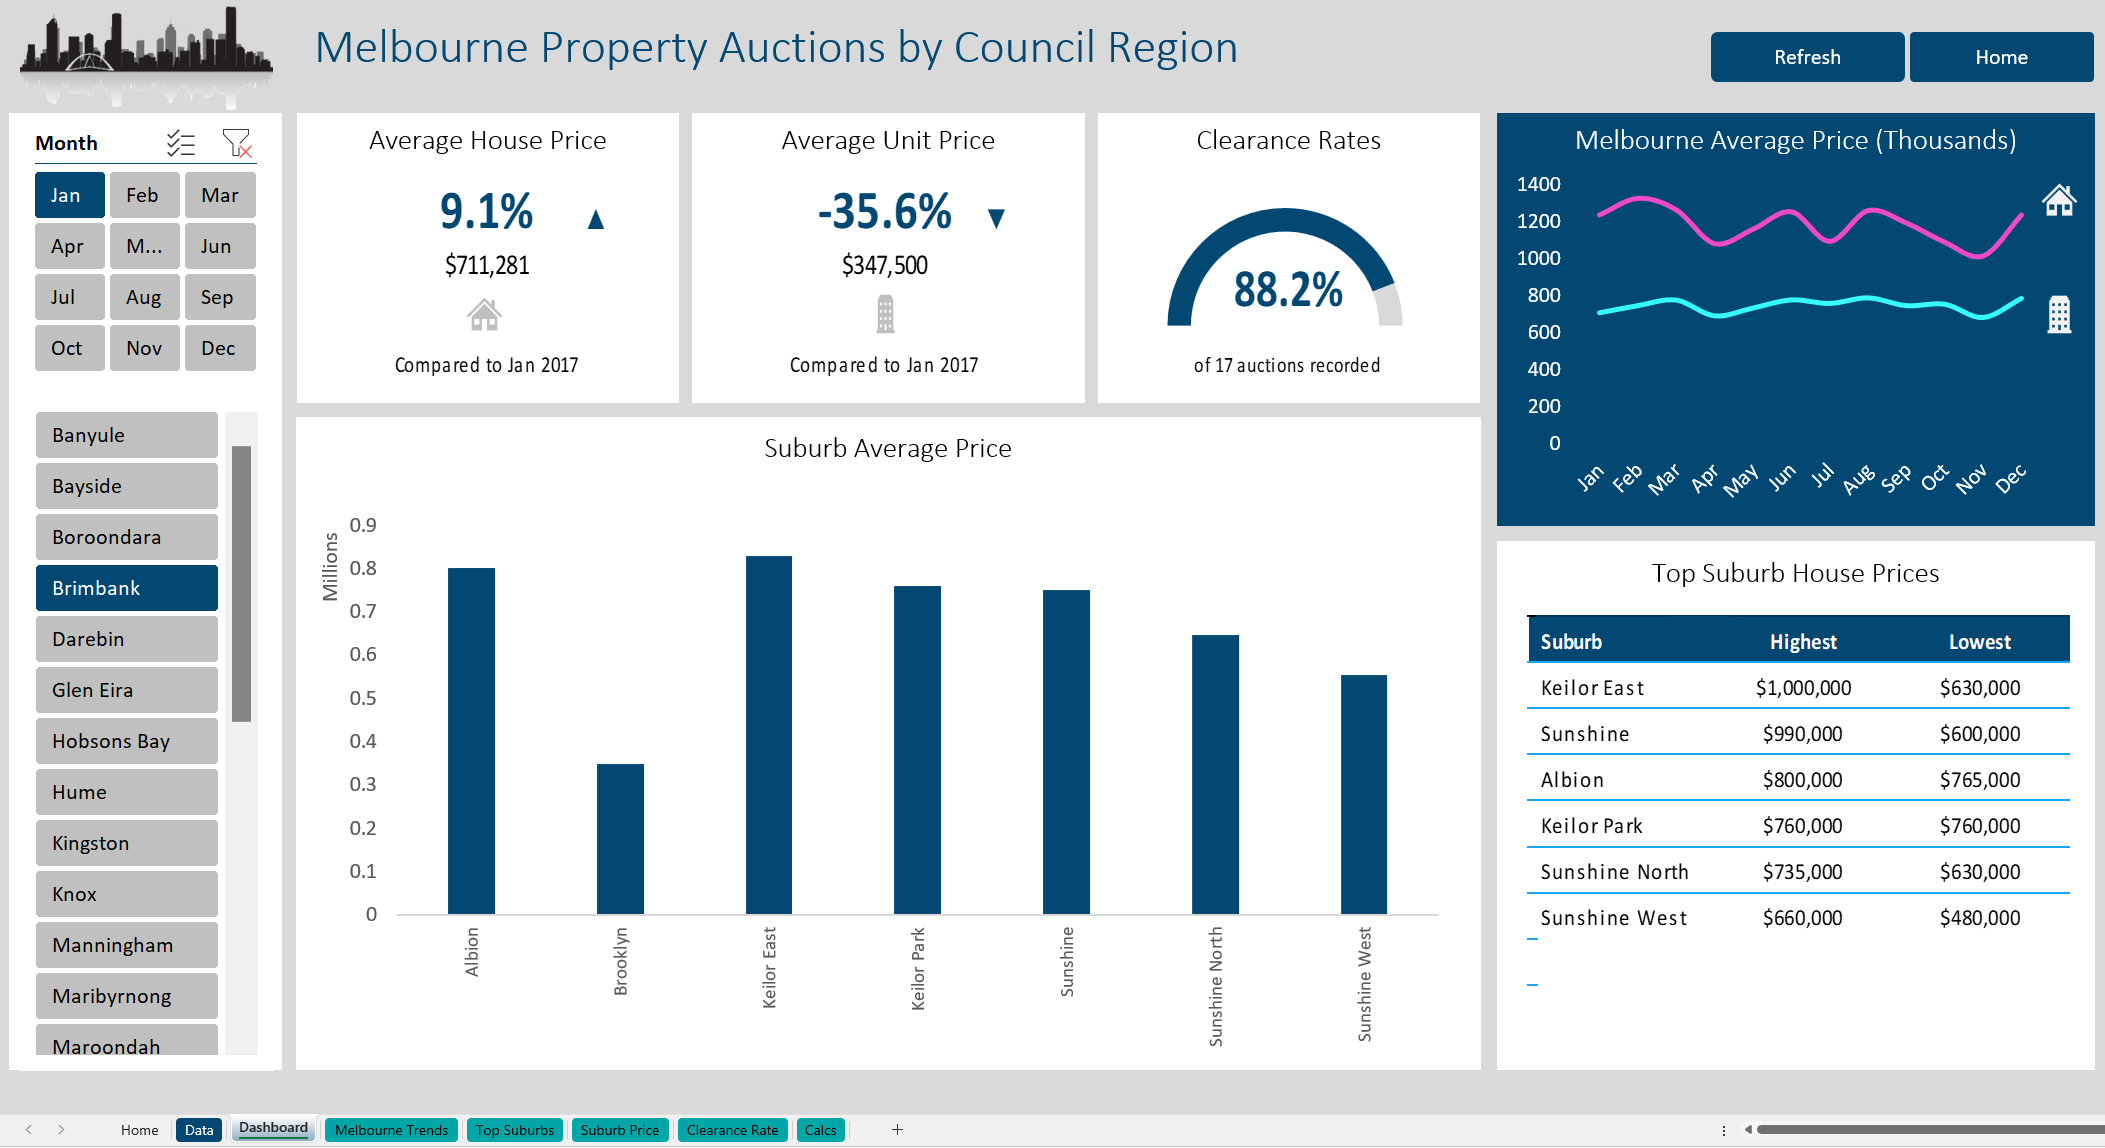 Melbourne Property Auctions by Council Region
Refresh
Home
Month
Jan
Feb
Mar
Apr
M...
Jun
Jul
Aug
Sep
Oct
Nov
Dec
Banyule
Bayside
Boroondara
Brimbank
Darebin
Glen Eira
Hobsons Bay
Hume
Kingston
Knox
Manningham
Maribyrnong
Maroondah
Average House Price
9.1% ▲
$711,281
Compared to Jan 2017
Average Unit Price
-35.6% ▼
$347,500
Compared to Jan 2017
Clearance Rates
88.2%
of 17 auctions recorded
Suburb Average Price
Millions
0.9
0.8
0.7
0.6
0.5
0.4
0.3
0.2
0.1
0
Albion
Brooklyn
Keilor East
Keilor Park
Sunshine
Sunshine North
Sunshine West
Melbourne Average Price (Thousands)
1400
1200
1000
800
600
400
200
0
Jan
Feb
Mar
Apr
May
Jun
Jul
Aug
Sep
Oct
Nov
Dec
Top Suburb House Prices
Suburb Highest Lowest
Keilor East $1,000,000 $630,000
Sunshine $990,000 $600,000
Albion $800,000 $765,000
Keilor Park $760,000 $760,000
Sunshine North $735,000 $630,000
Sunshine West $660,000 $480,000
Home
Data
Dashboard
Melbourne Trends
Top Suburbs
Suburb Price
Clearance Rate
Calcs